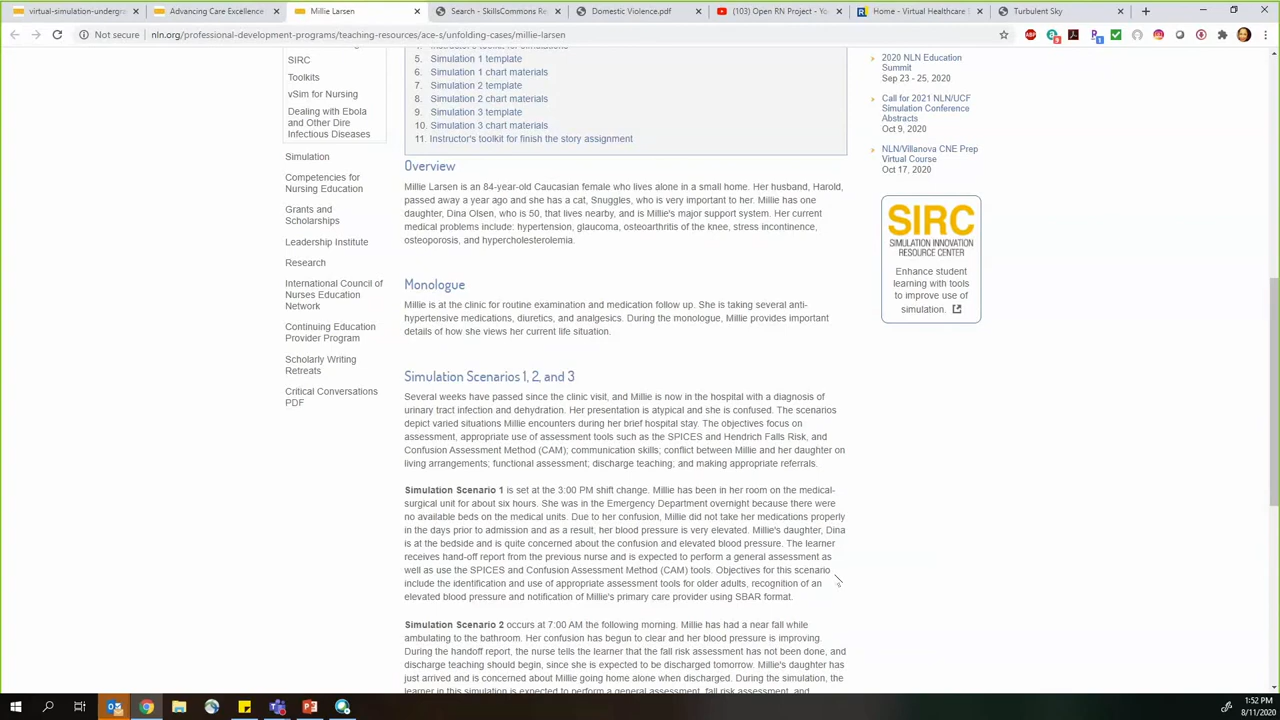 virtual-simulation-undergr
Advancing Care Excellence
Millie Larsen
Search - SkillsCommons Re
Domestic Violence.pdf
(103) Open RN Project - Yo
Home - Virtual Healthcare
Turbulent Sky
Not secure
nln.org/professional-development-programs/teaching-resources/ace-s/unfolding-cases/millie-larsen
SIRC
Toolkits
vSim for Nursing
Dealing with Ebola
and Other Dire
Infectious Diseases
Simulation
Competencies for
Nursing Education
Grants and
Scholarships
Leadership Institute
Research
International Council of
Nurses Education
Network
Continuing Education
Provider Program
Scholarly Writing
Retreats
Critical Conversations
PDF
5. Simulation 1 template
6. Simulation 1 chart materials
7. Simulation 2 template
8. Simulation 2 chart materials
9. Simulation 3 template
10. Simulation 3 chart materials
11. Instructor's toolkit for finish the story assignment
Overview
Millie Larsen is an 84-year-old Caucasian female who lives alone in a small home. Her husband, Harold,
passed away a year ago and she has a cat, Snuggles, who is very important to her. Millie has one
daughter, Dina Olsen, who is 50, that lives nearby, and is Millie's major support system. Her current
medical problems include: hypertension, glaucoma, osteoarthritis of the knee, stress incontinence,
osteoporosis, and hypercholesterolemia.
Monologue
Millie is at the clinic for routine examination and medication follow up. She is taking several anti-
hypertensive medications, diuretics, and analgesics. During the monologue, Millie provides important
details of how she views her current life situation.
Simulation Scenarios 1, 2, and 3
Several weeks have passed since the clinic visit, and Millie is now in the hospital with a diagnosis of
urinary tract infection and dehydration. Her presentation is atypical and she is confused. The scenarios
depict varied situations Millie encounters during her brief hospital stay. The objectives focus on
assessment, appropriate use of assessment tools such as the SPICES and Hendrich Falls Risk, and
Confusion Assessment Method (CAM); communication skills; conflict between Millie and her daughter on
living arrangements; functional assessment; discharge teaching, and making appropriate referrals.
Simulation Scenario 1 is set at the 3:00 PM shift change. Millie has been in her room on the medical-
surgical unit for about six hours. She was in the Emergency Department overnight because there were
no available beds on the medical units. Due to her confusion, Millie did not take her medications properly
in the days prior to admission and as a result, her blood pressure is very elevated. Millie's daughter, Dina
is at the bedside and is quite concerned about the confusion and elevated blood pressure. The learner
receives hand-off report from the previous nurse and is expected to perform a general assessment as
well as use the SPICES and Confusion Assessment Method (CAM) tools. Objectives for this scenario
include the identification and use of appropriate assessment tools for older adults, recognition of an
elevated blood pressure and notification of Millie's primary care provider using SBAR format.
Simulation Scenario 2 occurs at 7:00 AM the following morning. Millie has had a near fall while
ambulating to the bathroom. Her confusion has begun to clear and her blood pressure is improving.
During the handoff report, the nurse tells the learner that the fall risk assessment has not been done, and
discharge teaching should begin, since she is expected to be discharged tomorrow. Millie's daughter has
just arrived and is concerned about Millie going home alone when discharged. During the simulation, the
learner in this simulation is expected to perform a general assessment, fall risk assessment, and
2020 NLN Education
Summit
Sep 23 - 25, 2020
Call for 2021 NLN/UCF
Simulation Conference
Abstracts
Oct 9, 2020
NLN/Villanova CNE Prep
Virtual Course
Oct 17, 2020
SIRC
SIMULATION INNOVATION
RESOURCE CENTER
Enhance student
learning with tools
to improve use of
simulation.
1:52 PM
8/11/2020